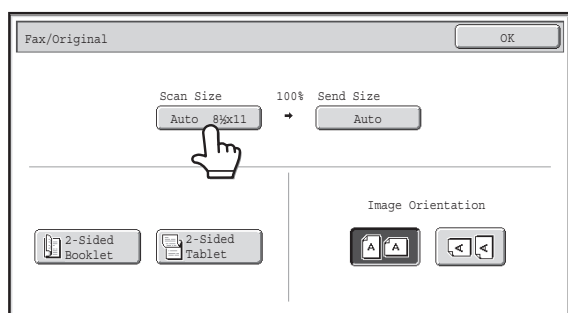 Fax/Original
OK
Scan Size 100% Send Size
Auto 8½x11 Auto
Image Orientation
2-Sided
Booklet
2-Sided
Tablet
A A A A